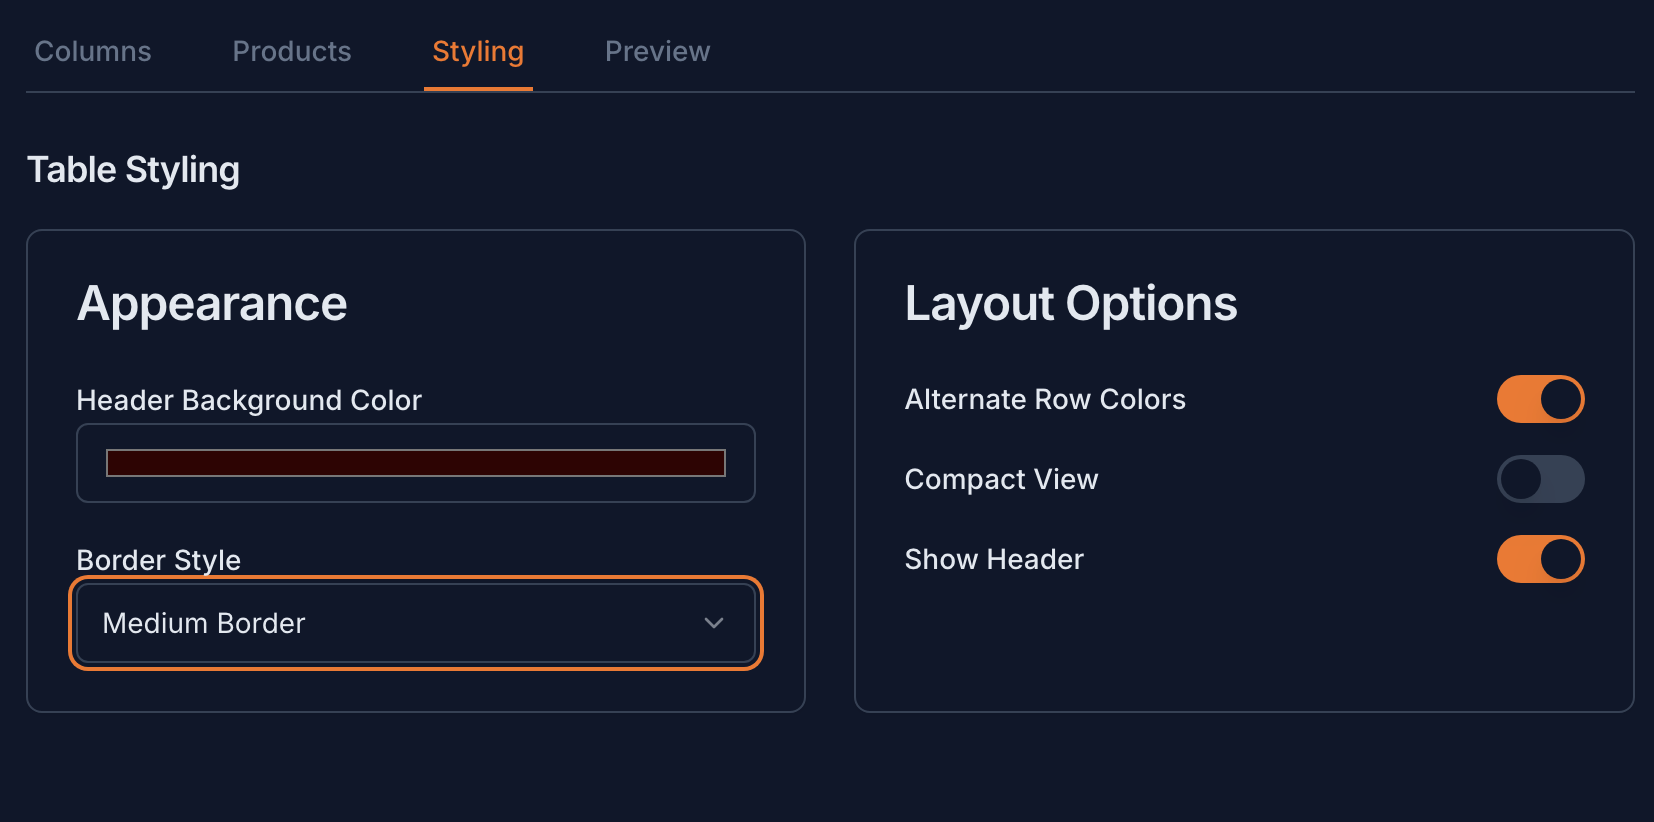 Columns Products Styling Preview
Table Styling
Appearance
Header Background Color
Border Style
Medium Border
Layout Options
Alternate Row Colors
Compact View
Show Header